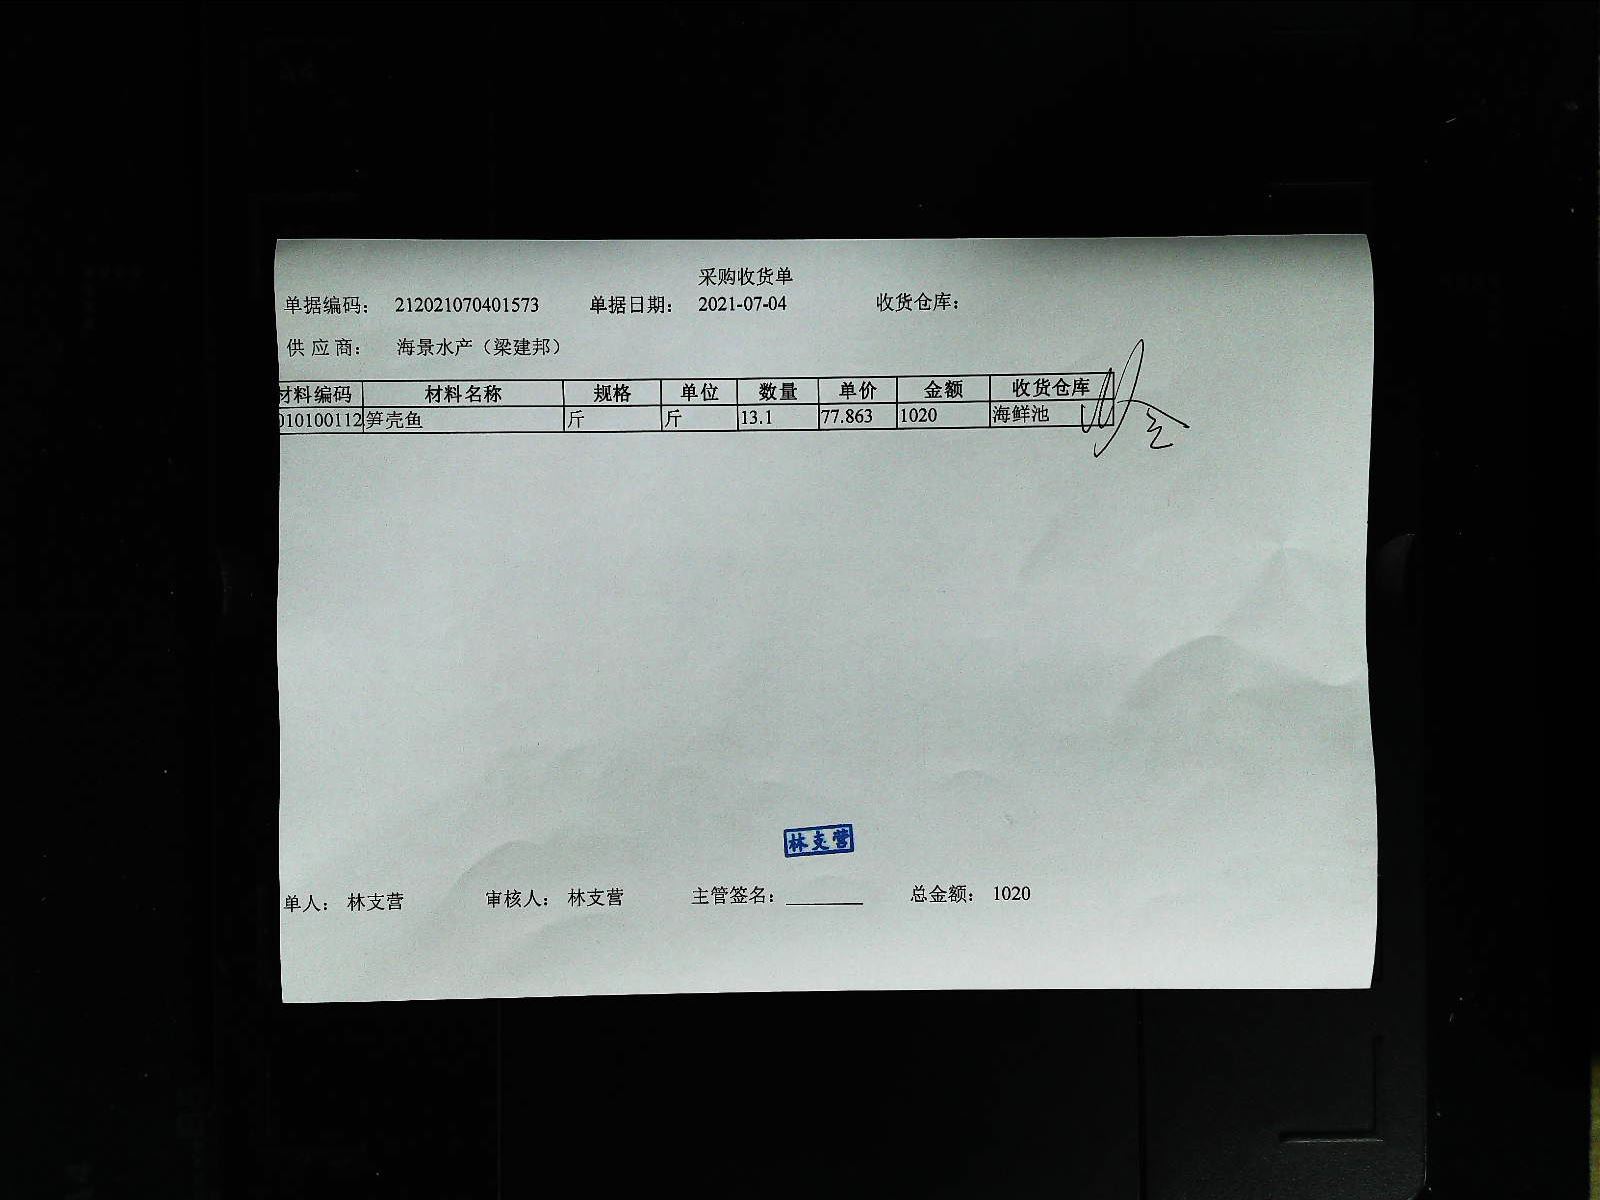 采购收货单
单据编码： 212021070401573 单据日期： 2021-07-04 收货仓库：
供 应 商： 海景水产（梁建邦）
材料编码 材料名称 规格 单位 数量 单价 金额 收货仓库
010100112 笋壳鱼 斤 斤 13.1 77.863 1020 海鲜池
林支营
单人： 林支营 审核人： 林支营 主管签名： 总金额： 1020